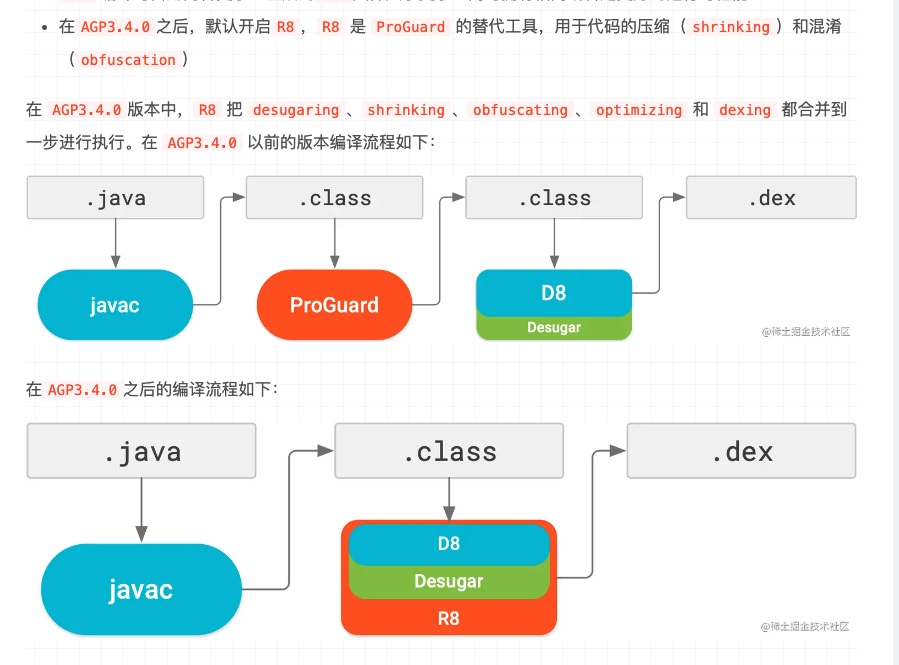 在 AGP3.4.0 之后，默认开启 R8 ， R8 是 ProGuard 的替代工具，用于代码的压缩（ shrinking ）和混淆
（ obfuscation ）
在 AGP3.4.0 版本中， R8 把 desugaring 、 shrinking 、 obfuscating 、 optimizing 和 dexing 都合并到
一步进行执行。在 AGP3.4.0 以前的版本编译流程如下：
.java .class .class .dex
javac ProGuard D8
Desugar
@稀土掘金技术社区
在 AGP3.4.0 之后的编译流程如下：
.java .class .dex
D8
Desugar
javac
R8
@稀土掘金技术社区